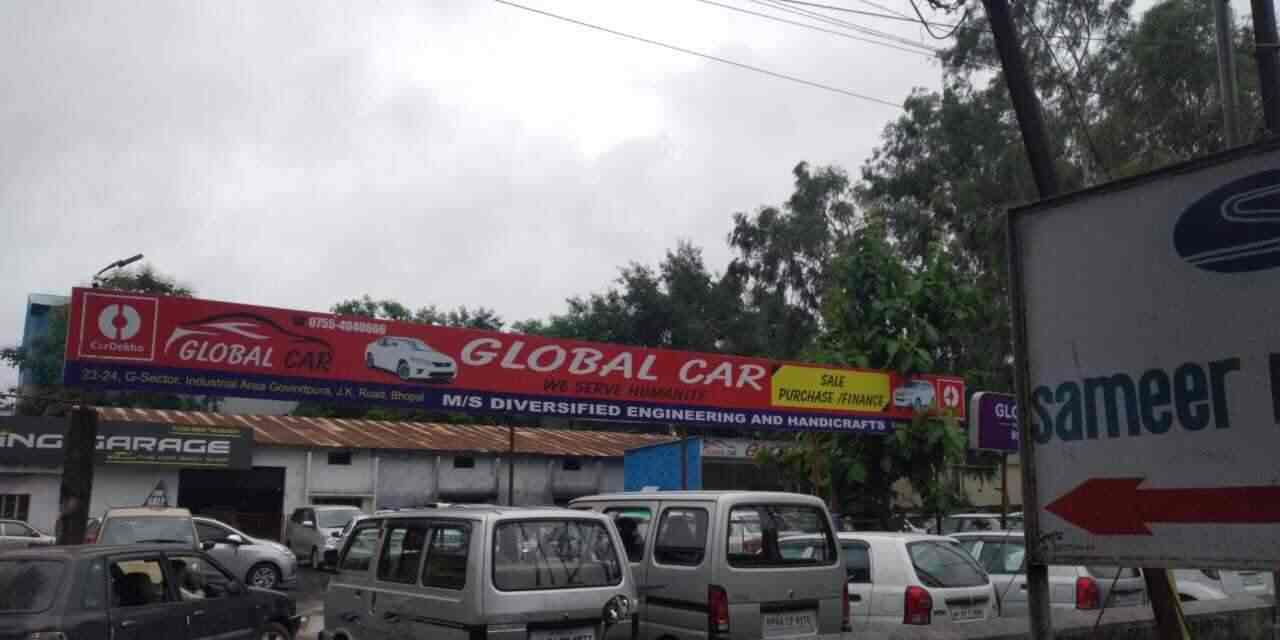 CarDekho
GLOBAL CAR
0755-4040666
GLOBAL CAR
WE SERVE HUMANITY
SALE
PURCHASE /FINANCE
23-24, G-Sector, Industrial Area Govindpura, J.K. Road, Bhopal
M/S DIVERSIFIED ENGINEERING AND HANDICRAFTS
GARAGE
sameer